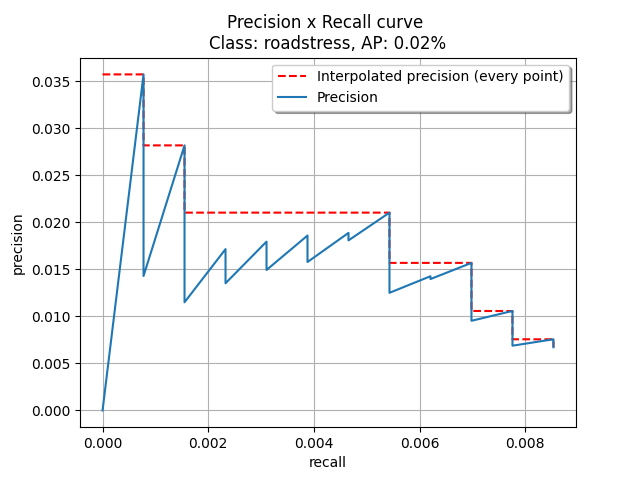 Precision x Recall curve
Class: roadstress, AP: 0.02%
Interpolated precision (every point)
Precision
0.035
0.030
0.025
0.020
0.015
0.010
0.005
0.000
precision
0.000 0.002 0.004 0.006 0.008
recall